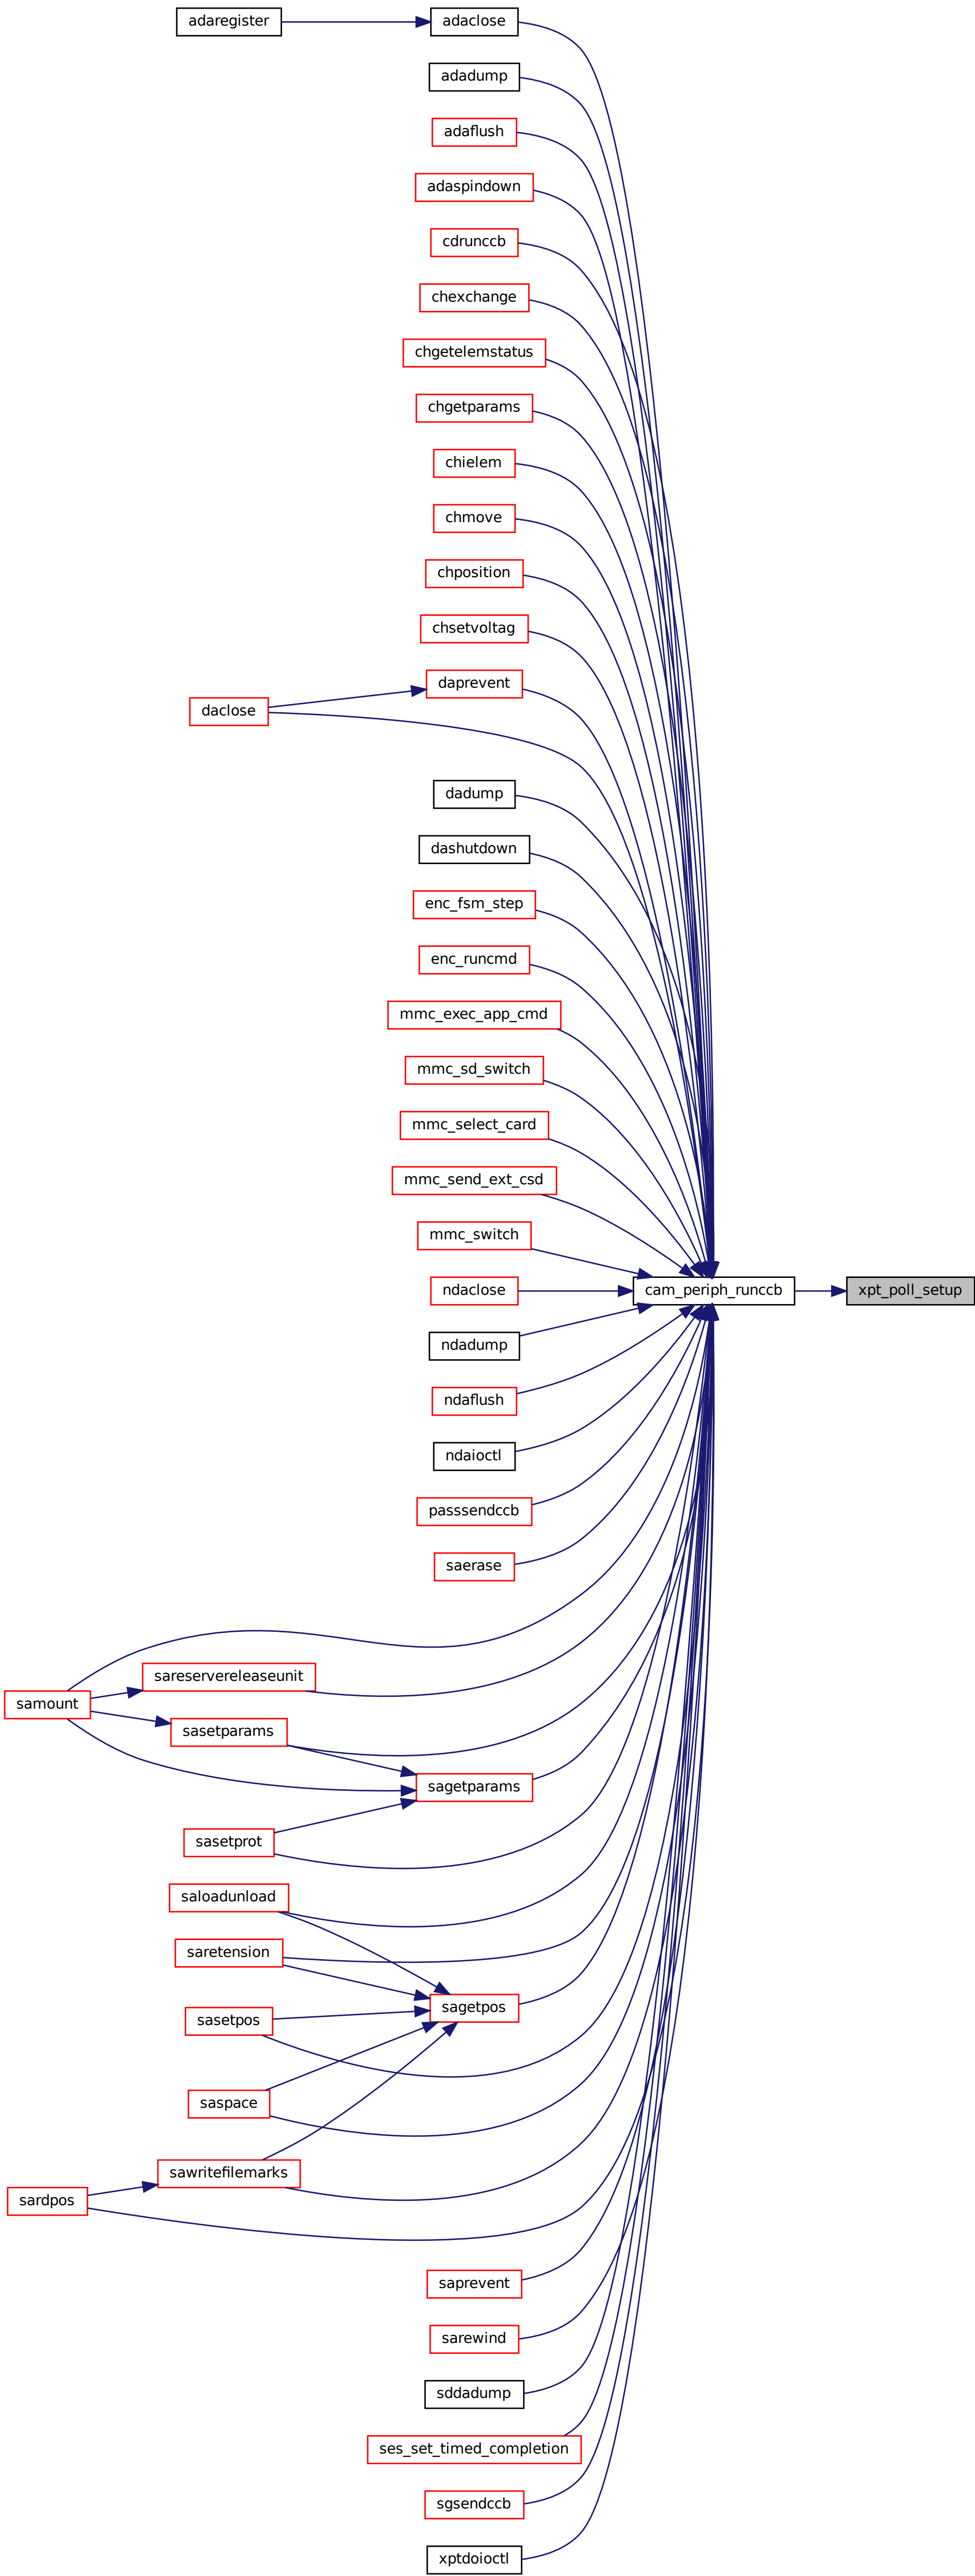 adaregister
adaclose
adadump
adaflush
adaspindown
cdrunccb
chexchange
chgetelemstatus
chgetparams
chielem
chmove
chposition
chsetvoltag
daprevent
daclose
dadump
dashutdown
enc_fsm_step
enc_runcmd
mmc_exec_app_cmd
mmc_sd_switch
mmc_select_card
mmc_send_ext_csd
mmc_switch
ndaclose
cam_periph_runccb
xpt_poll_setup
ndadump
ndaflush
ndaioctl
passsendccb
saerase
sareservereleaseunit
samount
sasetparams
sagetparams
sasetprot
saloadunload
saretension
sagetpos
sasetpos
saspace
sawritefilemarks
sardpos
saprevent
sarewind
sddadump
ses_set_timed_completion
sgsendccb
xptdoioctl